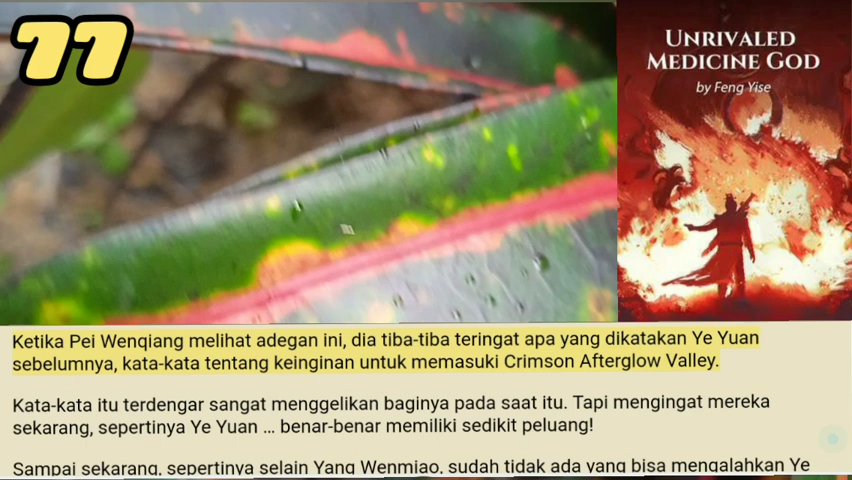 77
UNRIVALED
MEDICINE GOD
by Feng Yise
Ketika Pei Wenqiang melihat adegan ini, dia tiba-tiba teringat apa yang dikatakan Ye Yuan
sebelumnya, kata-kata tentang keinginan untuk memasuki Crimson Afterglow Valley.
Kata-kata itu terdengar sangat menggelikan baginya pada saat itu. Tapi mengingat mereka
sekarang, sepertinya Ye Yuan ... benar-benar memiliki sedikit peluang!
Sampai sekarang, sepertinya selain Yang Wenmiao, sudah tidak ada yang bisa mengalahkan Ye